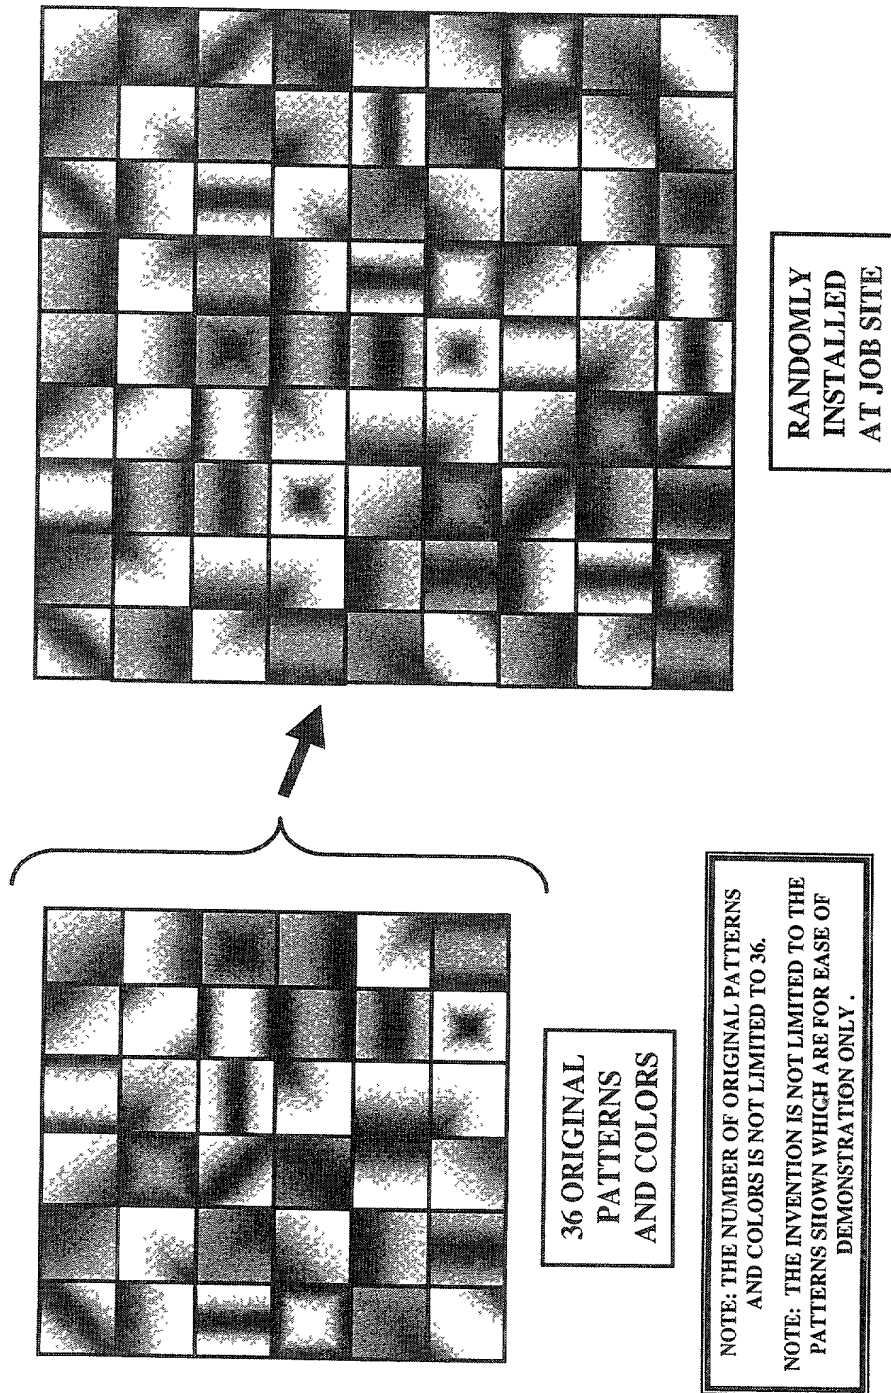 36 ORIGINAL
PATTERNS
AND COLORS
RANDOMLY
INSTALLED
AT JOB SITE
NOTE: THE NUMBER OF ORIGINAL PATTERNS
AND COLORS IS NOT LIMITED TO 36.
NOTE: THE INVENTION IS NOT LIMITED TO THE
PATTERNS SHOWN WHICH ARE FOR EASE OF
DEMONSTRATION ONLY.